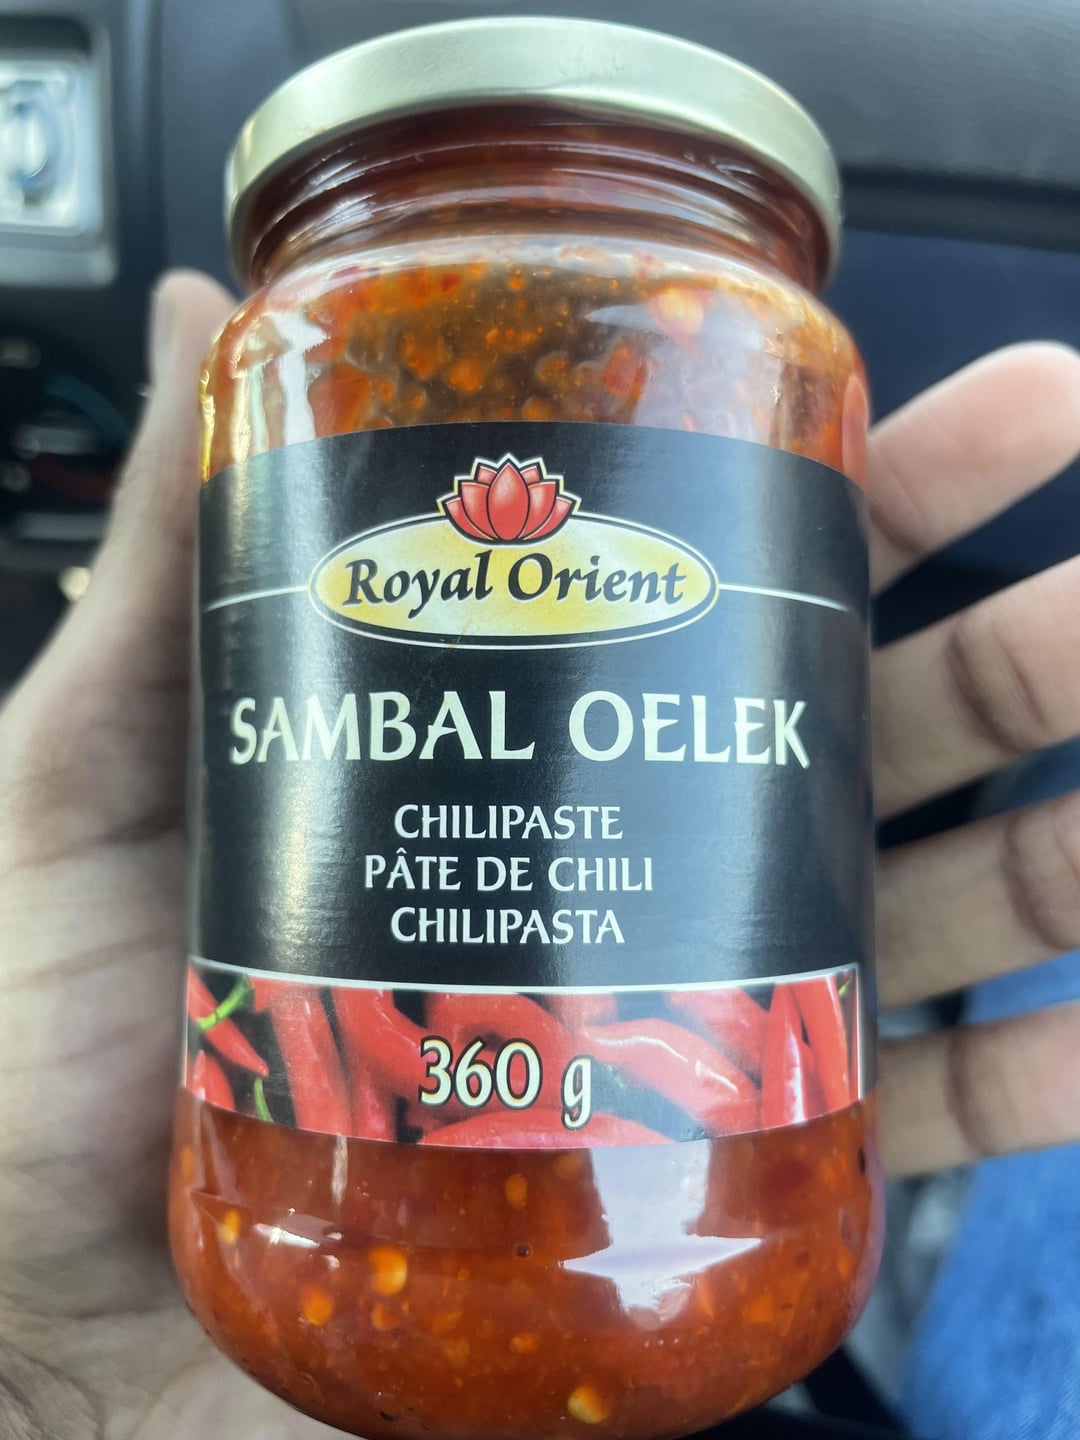 Royal Orient
SAMBAL OELEK
CHILIPASTE
PÂTE DE CHILI
CHILIPASTA
360 g